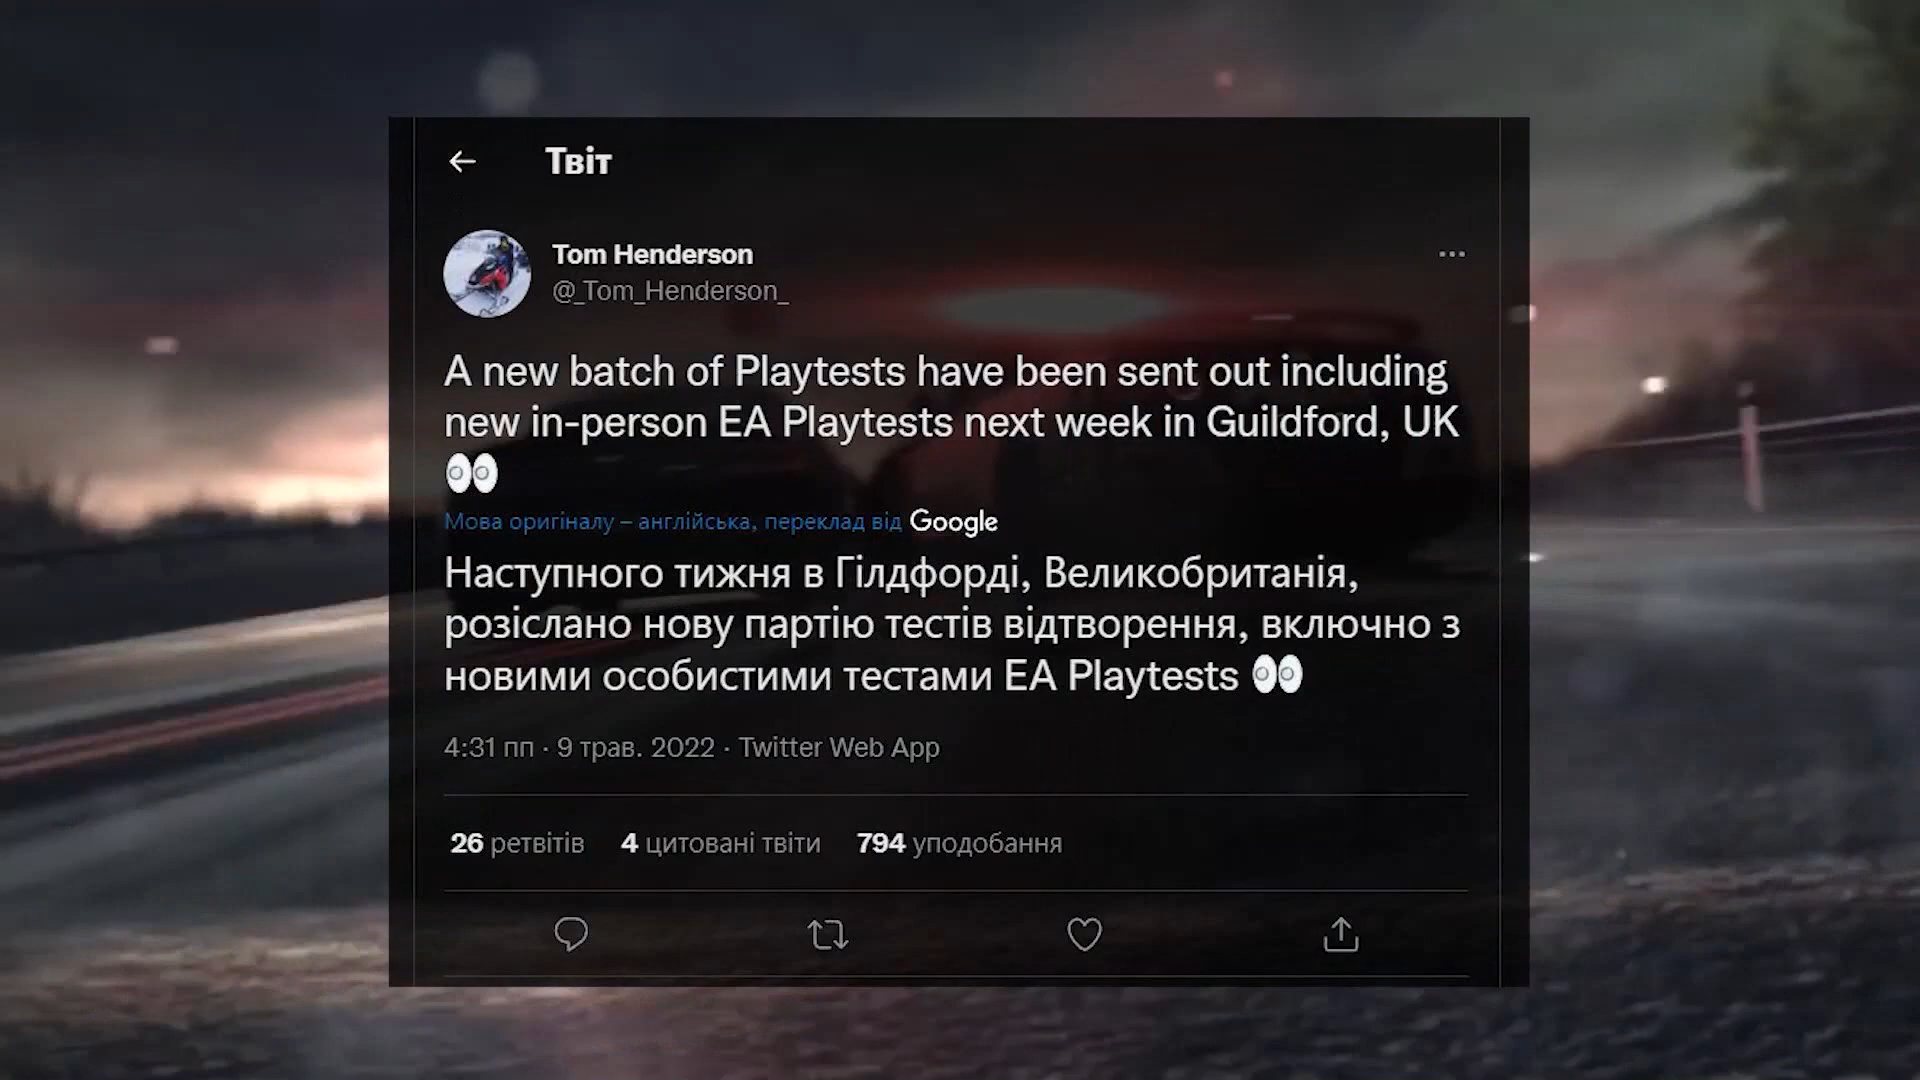 Твіт
Tom Henderson
@_Tom_Henderson_
A new batch of Playtests have been sent out including
new in-person EA Playtests next week in Guildford, UK
👀
Мова оригіналу – англійська, переклад від Google
Наступного тижня в Гілдфорді, Великобританія,
розіслано нову партію тестів відтворення, включно з
новими особистими тестами EA Playtests 👀
4:31 пп · 9 трав. 2022 · Twitter Web App
26 ретвітів 4 цитовані твіти 794 уподобання